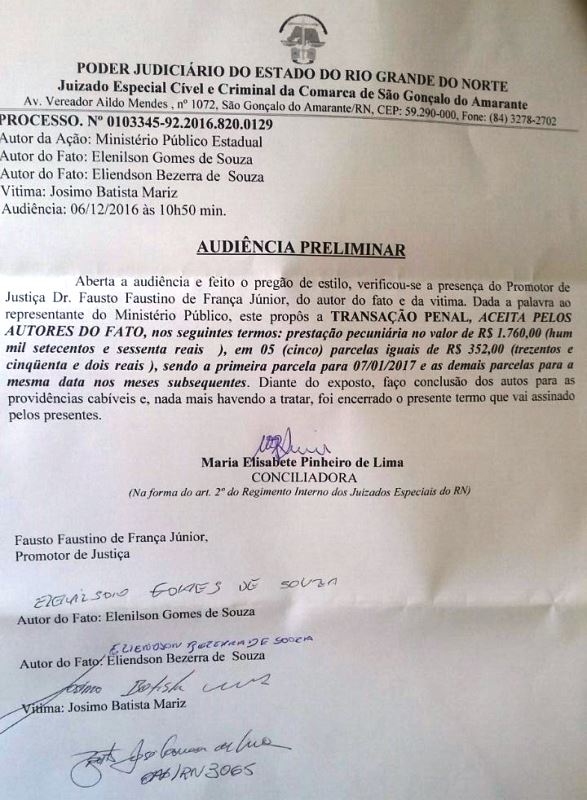 PODER JUDICIÁRIO DO ESTADO DO RIO GRANDE DO NORTE
Juizado Especial Cível e Criminal da Comarca de São Gonçalo do Amarante
Av. Vereador Aildo Mendes , nº 1072, São Gonçalo do Amarante/RN, CEP: 59.290-000, Fone: (84) 3278-2702
PROCESSO. Nº 0103345-92.2016.820.0129
Autor da Ação: Ministério Público Estadual
Autor do Fato: Elenilson Gomes de Souza
Autor do Fato: Eliendson Bezerra de Souza
Vitima: Josimo Batista Mariz
Audiência: 06/12/2016 às 10h50 min.
AUDIÊNCIA PRELIMINAR
Aberta a audiência e feito o pregão de estilo, verificou-se a presença do Promotor de
Justiça Dr. Fausto Faustino de França Júnior, do autor do fato e da vitima. Dada a palavra ao
representante do Ministério Público, este propôs a TRANSAÇÃO PENAL, ACEITA PELOS
AUTORES DO FATO, nos seguintes termos: prestação pecuniária no valor de R$ 1.760,00 (hum
mil setecentos e sessenta reais ), em 05 (cinco) parcelas iguais de R$ 352,00 (trezentos e
cinqüenta e dois reais ), sendo a primeira parcela para 07/01/2017 e as demais parcelas para a
mesma data nos meses subsequentes. Diante do exposto, faço conclusão dos autos para as
providências cabíveis e, nada mais havendo a tratar, foi encerrado o presente termo que vai assinado
pelos presentes.
Maria Elisabete Pinheiro de Lima
CONCILIADORA
(Na forma do art. 2º do Regimento Interno dos Juizados Especiais do RN)
Fausto Faustino de França Júnior,
Promotor de Justiça
ELENILSON GOMES DE SOUZA
Autor do Fato: Elenilson Gomes de Souza
ELIENDSON BEZERRA DE SOUZA
Autor do Fato: Eliendson Bezerra de Souza
Josimo Batista
Vitima: Josimo Batista Mariz
OAB/RN 3065